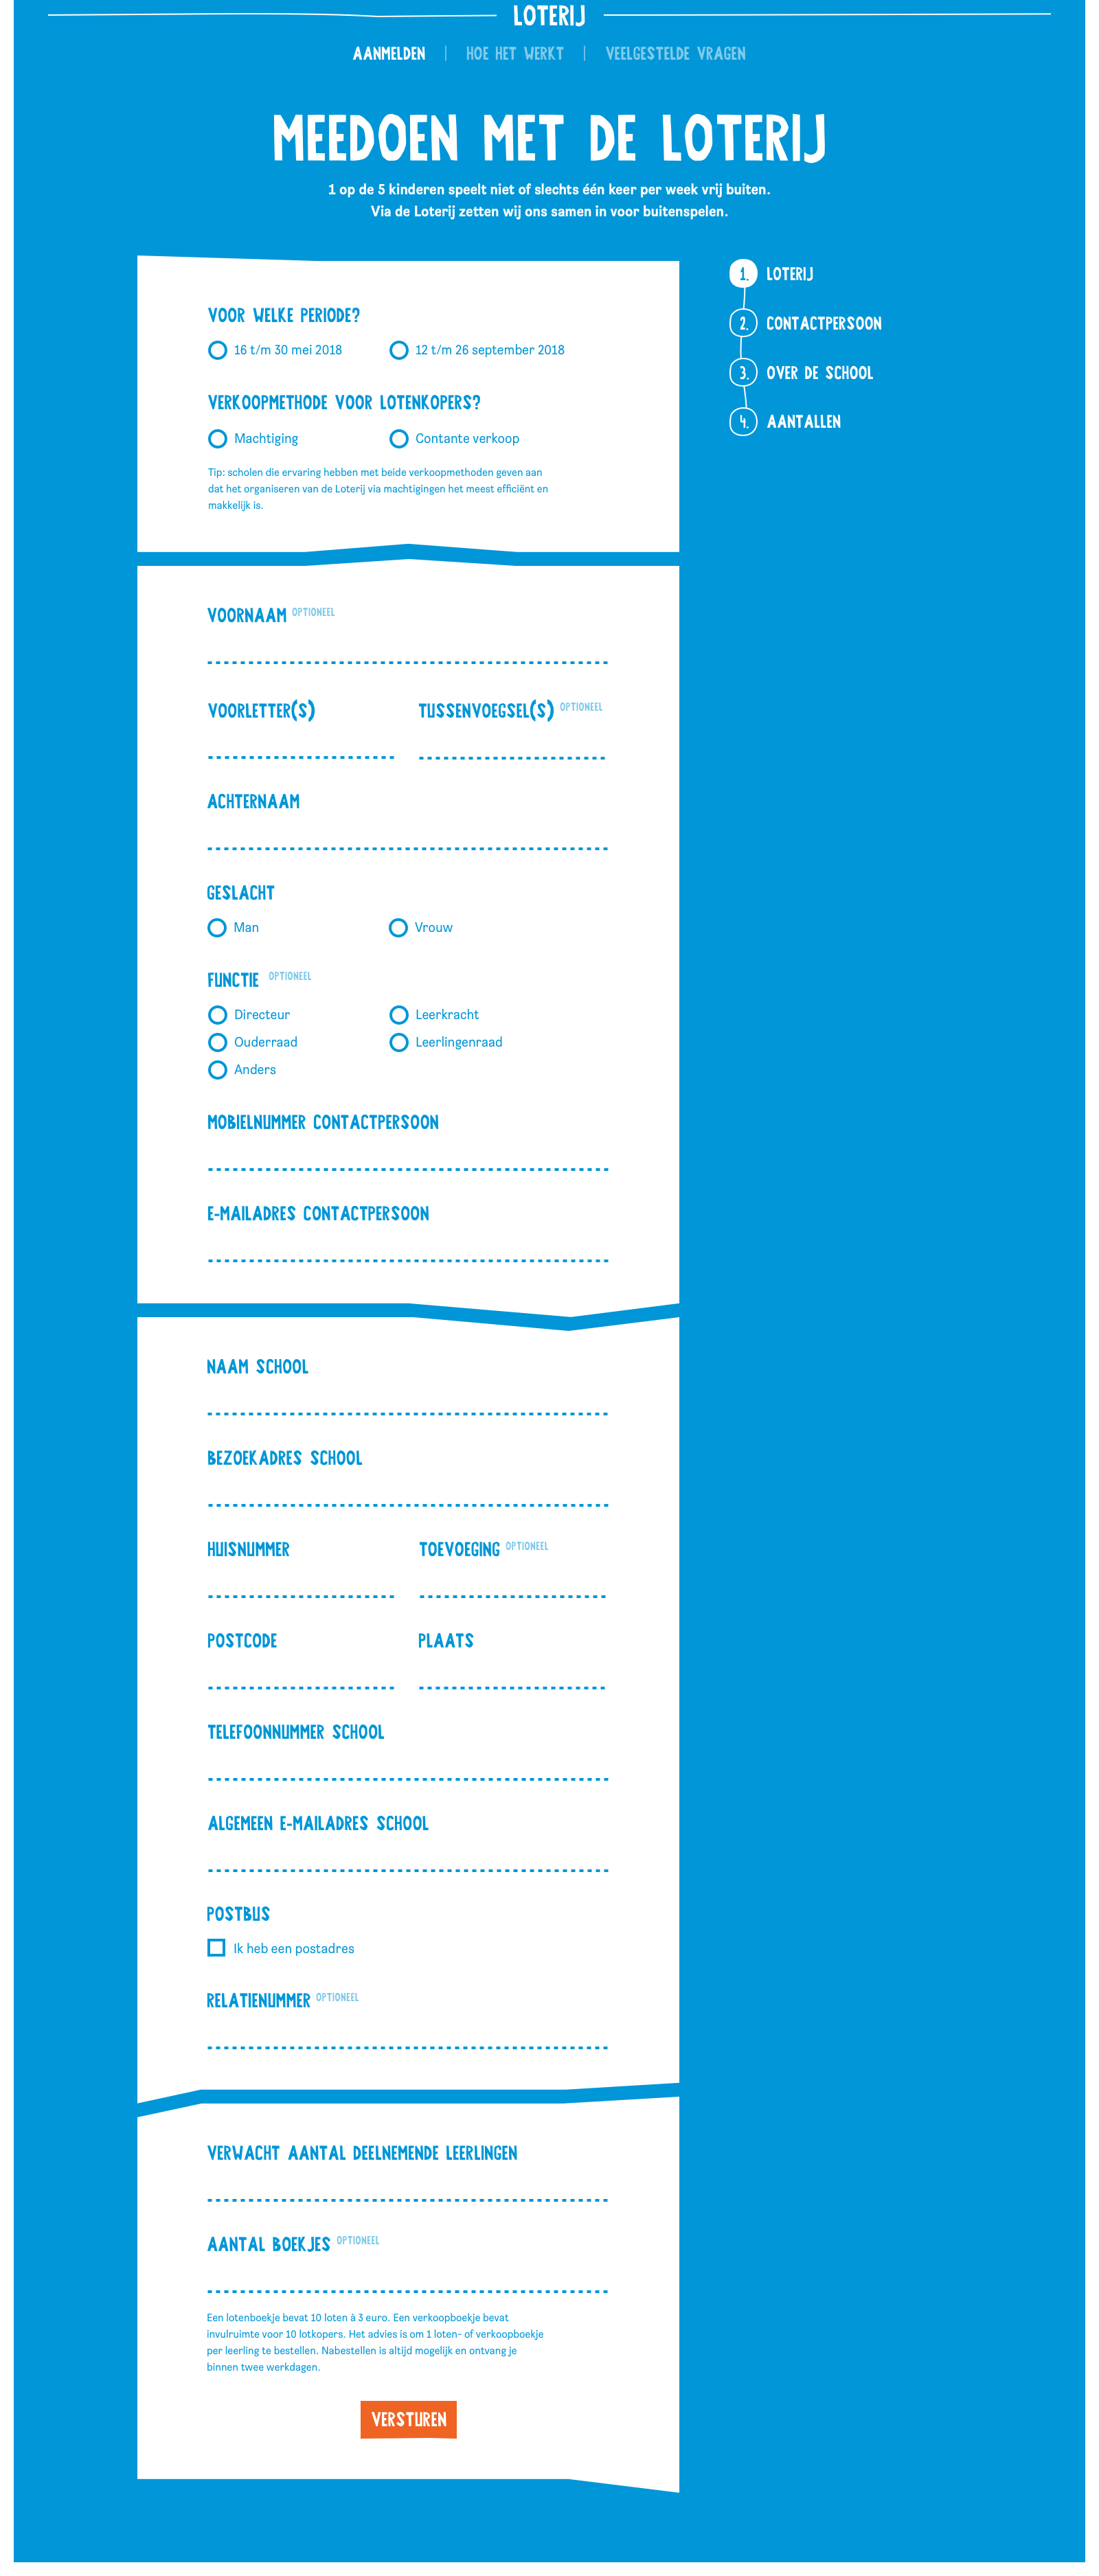 LOTERIJ
AANMELDEN | HOE HET WERKT | VEELGESTELDE VRAGEN
MEEDOEN MET DE LOTERIJ
1 op de 5 kinderen speelt niet of slechts één keer per week vrij buiten.
Via de Loterij zetten wij ons samen in voor buitenspelen.
1. LOTERIJ
2. CONTACTPERSOON
3. OVER DE SCHOOL
4. AANTALLEN
VOOR WELKE PERIODE?
16 t/m 30 mei 2018 12 t/m 26 september 2018
VERKOOPMETHODE VOOR LOTENKOPERS?
Machtiging Contante verkoop
Tip: scholen die ervaring hebben met beide verkoopmethoden geven aan
dat het organiseren van de Loterij via machtigingen het meest efficiënt en
makkelijk is.
VOORNAAM OPTIONEEL
VOORLETTER(S) TUSSENVOEGSEL(S) OPTIONEEL
ACHTERNAAM
GESLACHT
Man Vrouw
FUNCTIE OPTIONEEL
Directeur Leerkracht
Ouderraad Leerlingenraad
Anders
MOBIELNUMMER CONTACTPERSOON
E-MAILADRES CONTACTPERSOON
NAAM SCHOOL
BEZOEKADRES SCHOOL
HUISNUMMER TOEVOEGING OPTIONEEL
POSTCODE PLAATS
TELEFOONNUMMER SCHOOL
ALGEMEEN E-MAILADRES SCHOOL
POSTBUS
Ik heb een postadres
RELATIENUMMER OPTIONEEL
VERWACHT AANTAL DEELNEMENDE LEERLINGEN
AANTAL BOEKJES OPTIONEEL
Een lotenboekje bevat 10 loten à 3 euro. Een verkoopboekje bevat
invulruimte voor 10 lotkopers. Het advies is om 1 loten- of verkoopboekje
per leerling te bestellen. Nabestellen is altijd mogelijk en ontvang je
binnen twee werkdagen.
VERSTUREN